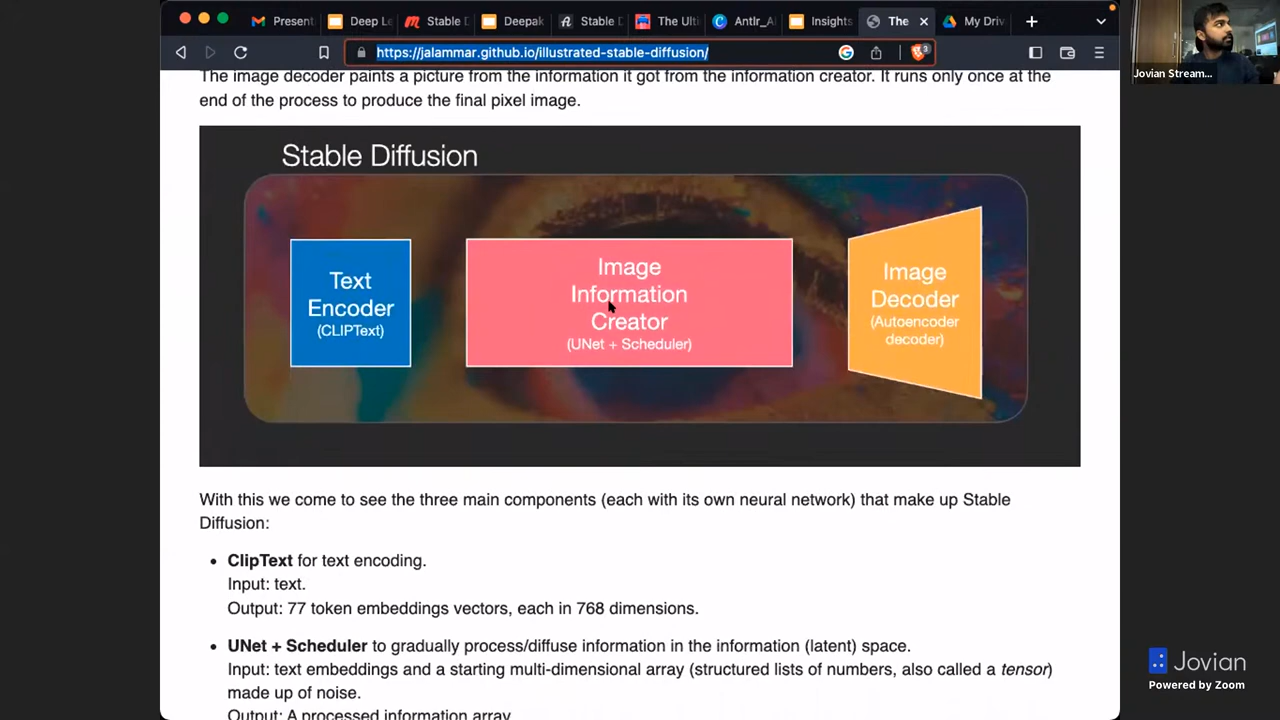 Present
Deep Le
Stable D
Deepak
Stable D
The Ulti
Antlr_A
Insights
The
My Driv
https://jalammar.github.io/illustrated-stable-diffusion/
3
Jovian Stream...
The image decoder paints a picture from the information it got from the information creator. It runs only once at the
end of the process to produce the final pixel image.
Stable Diffusion
Text
Encoder
(CLIPText)
Image
Information
Creator
(UNet + Scheduler)
Image
Decoder
(Autoencoder
decoder)
With this we come to see the three main components (each with its own neural network) that make up Stable
Diffusion:
• ClipText for text encoding.
Input: text.
Output: 77 token embeddings vectors, each in 768 dimensions.
• UNet + Scheduler to gradually process/diffuse information in the information (latent) space.
Input: text embeddings and a starting multi-dimensional array (structured lists of numbers, also called a tensor)
made up of noise.
Output: A processed information array
Jovian
Powered by Zoom